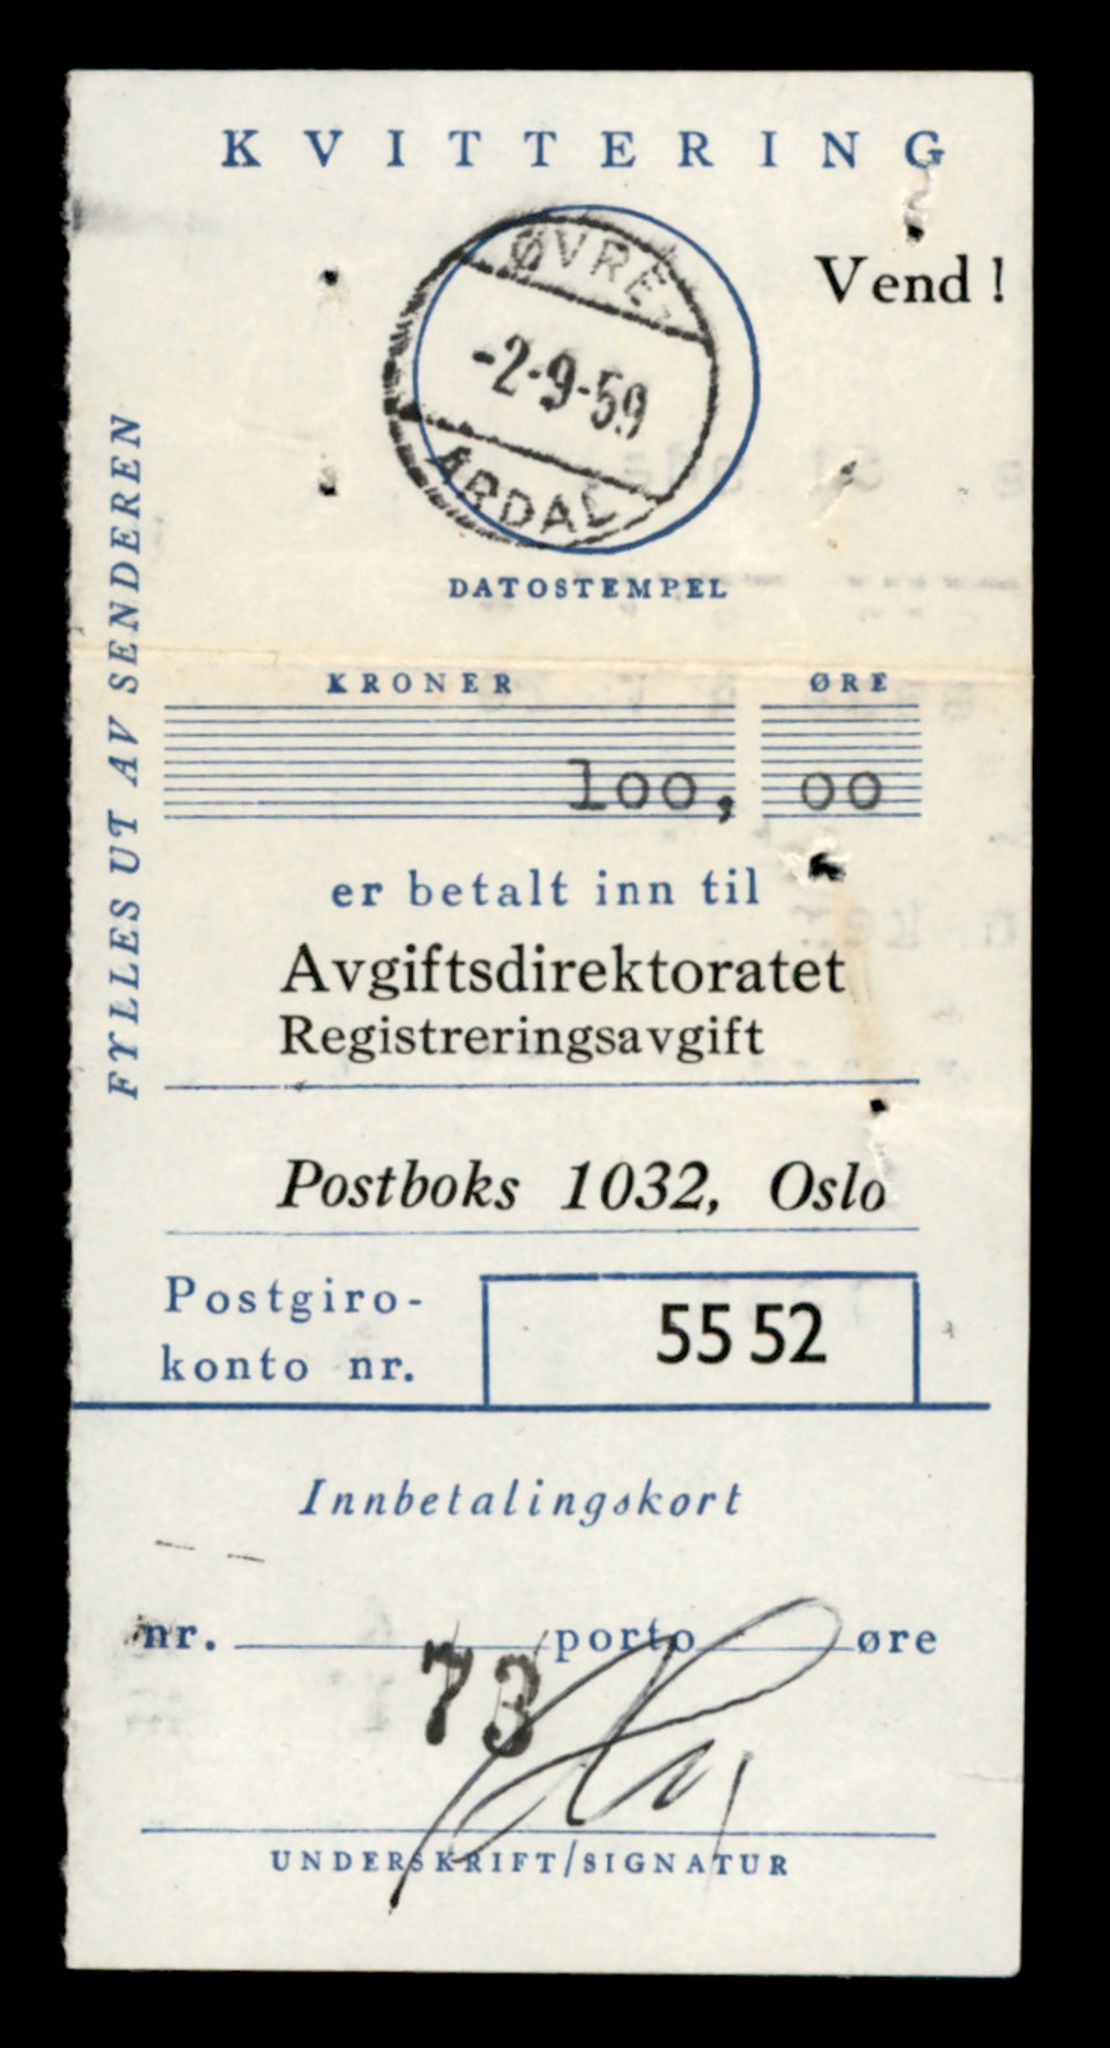 KVITTERING
Vend !
ØVRE
-2-9-59
ÅRDAL
DATOSTEMPEL
FYLLES UT AV SENDEREN
KRONER ØRE
100, 00
er betalt inn til
Avgiftsdirektoratet
Registreringsavgift
Postboks 1032, Oslo
Postgiro-
konto nr.
55 52
Innbetalingskort
nr. porto øre
73
UNDERSKRIFT/SIGNATUR